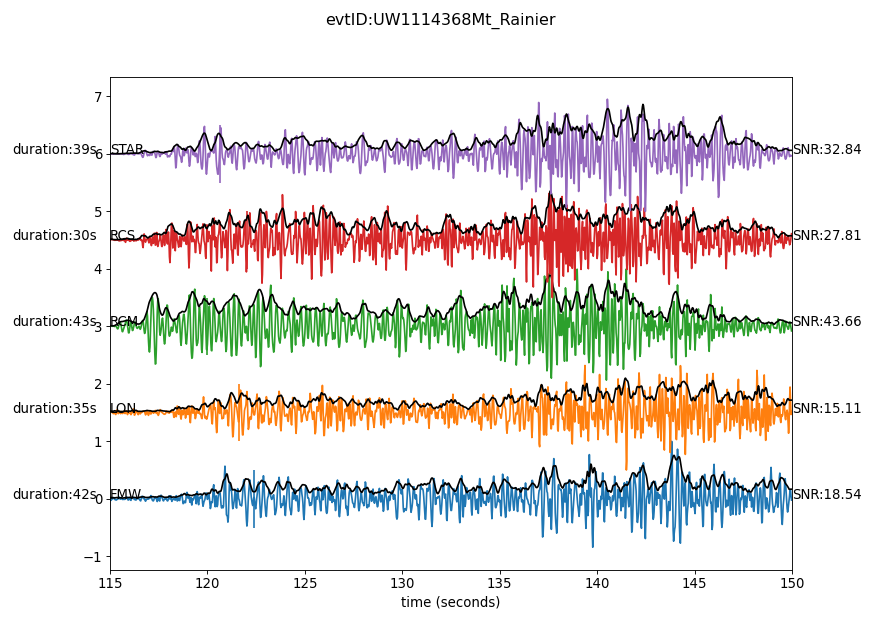 evtID:UW1114368Mt_Rainier
7
duration:39s STAR 6 SNR:32.84
5
duration:30s RCS SNR:27.81
4
duration:43s RCM 3 SNR:43.66
2
duration:35s LON SNR:15.11
1
duration:42s FMW 0 SNR:18.54
−1
115 120 125 130 135 140 145 150
time (seconds)